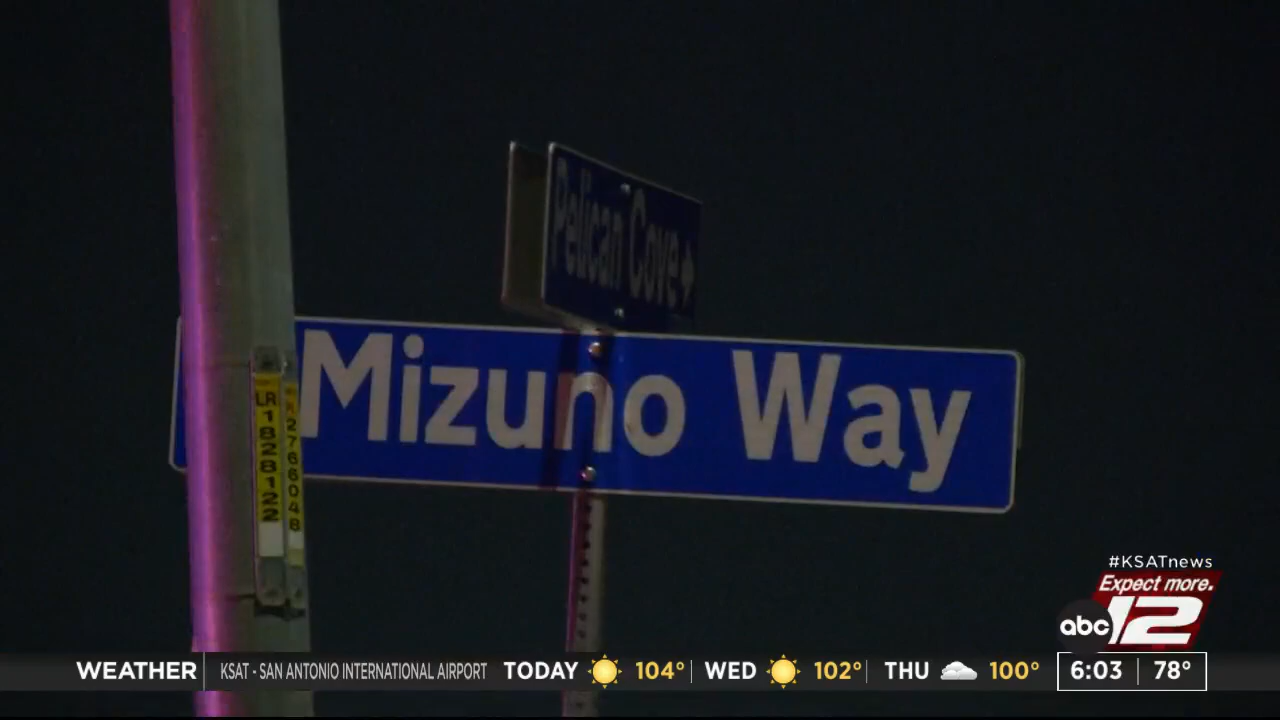 Pelican Cove →
Mizuno Way
LR
1828122
2766048
#KSATnews
Expect more.
abc 12
WEATHER KSAT - SAN ANTONIO INTERNATIONAL AIRPORT TODAY 104° WED 102° THU 100° 6:03 78°